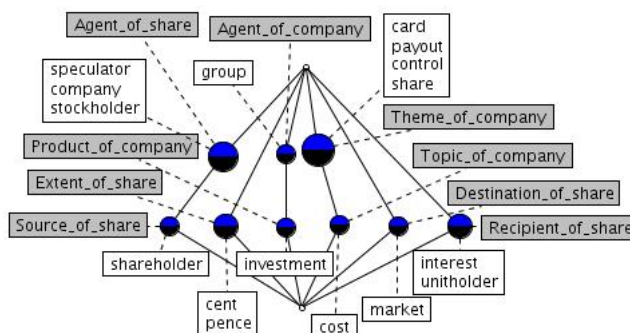 Agent_of_share
Agent_of_company
card
payout
control
share
speculator
company
stockholder
group
Theme_of_company
Product_of_company
Topic_of_company
Extent_of_share
Destination_of_share
Source_of_share
Recipient_of_share
shareholder
investment
interest
unitholder
cent
pence
cost
market